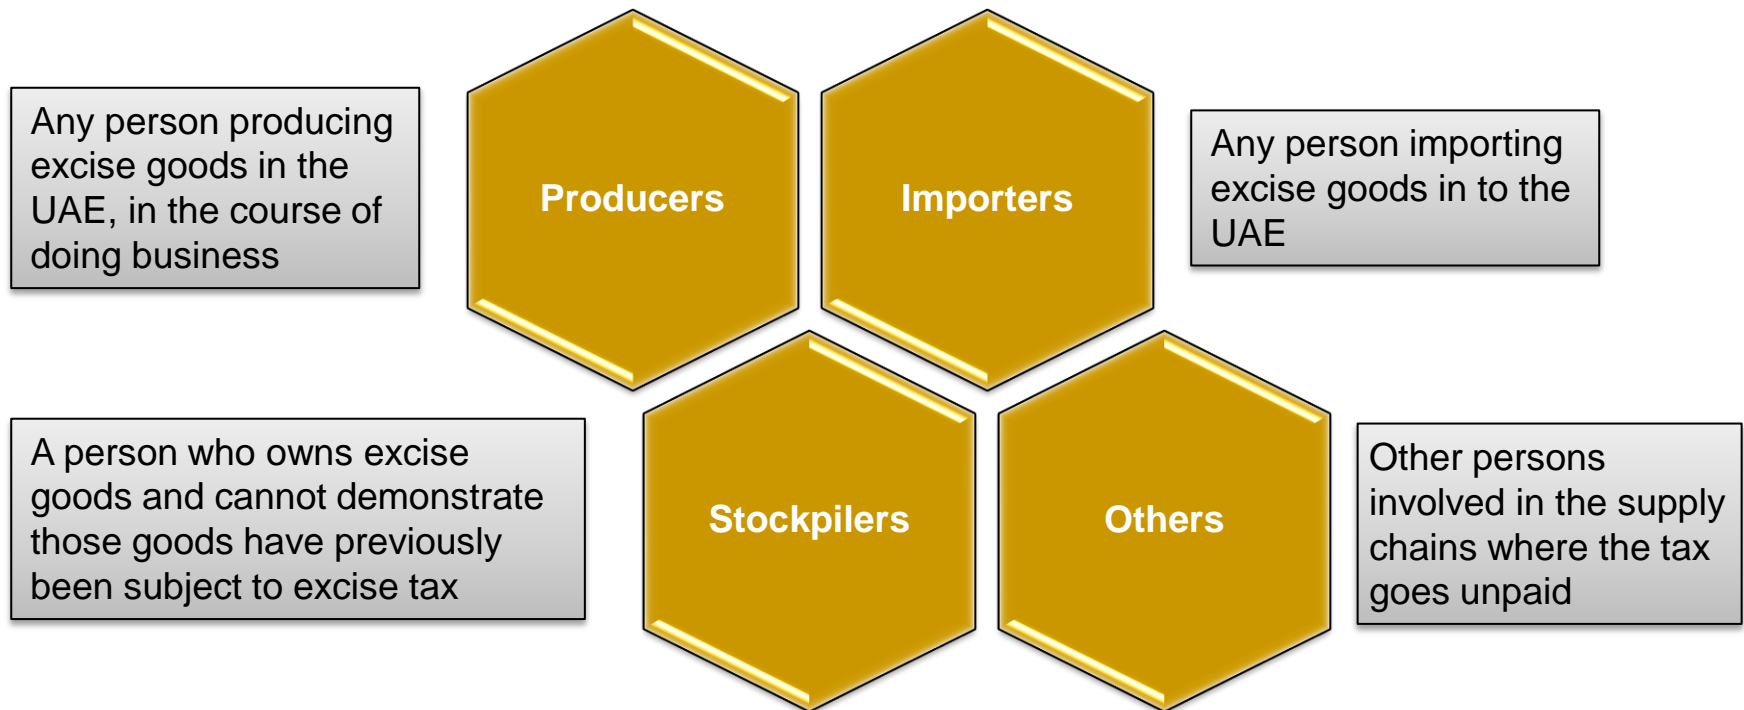 Any person producing
excise goods in the
UAE, in the course of
doing business
Producers
Importers
Any person importing
excise goods in to the
UAE
A person who owns excise
goods and cannot demonstrate
those goods have previously
been subject to excise tax
Stockpilers
Others
Other persons
involved in the supply
chains where the tax
goes unpaid